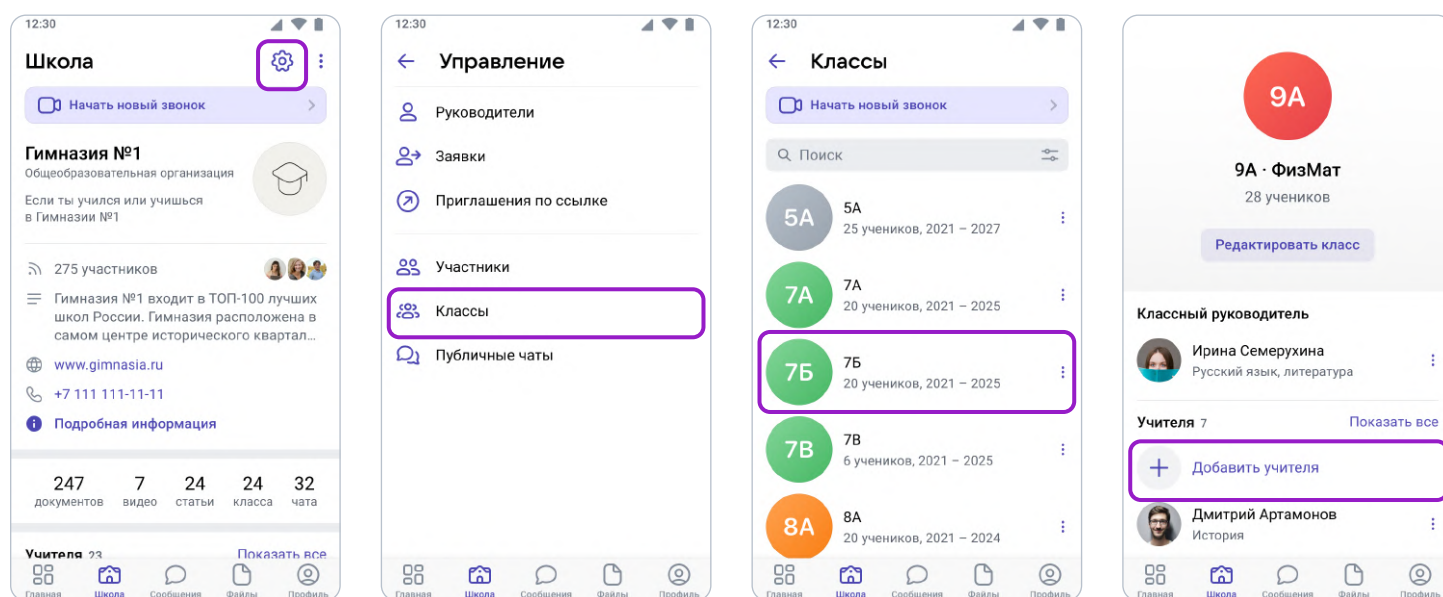 12:30
Школа
Начать новый звонок
Гимназия №1
Общеобразовательная организация
Если ты учился или учишься
в Гимназии №1
275 участников
Гимназия №1 входит в ТОП-100 лучших
школ России. Гимназия расположена в
самом центре исторического квартал...
www.gimnasia.ru
+7 111 111-11-11
Подробная информация
247 7 24 24 32
документов видео статьи класса чата
Учителя 23 Показать все
Главная Школа Сообщения Файлы Профиль
12:30
Управление
Руководители
Заявки
Приглашения по ссылке
Участники
Классы
Публичные чаты
Главная Школа Сообщения Файлы Профиль
12:30
Классы
Начать новый звонок
Поиск
5А
5А
25 учеников, 2021 – 2027
7А
7А
20 учеников, 2021 – 2025
7Б
7Б
20 учеников, 2021 – 2025
7В
7В
6 учеников, 2021 – 2025
8А
8А
20 учеников, 2021 – 2024
Главная Школа Сообщения Файлы Профиль
9А
9А · ФизМат
28 учеников
Редактировать класс
Классный руководитель
Ирина Семерухина
Русский язык, литература
Учителя 7 Показать все
Добавить учителя
Дмитрий Артамонов
История
Главная Школа Сообщения Файлы Профиль